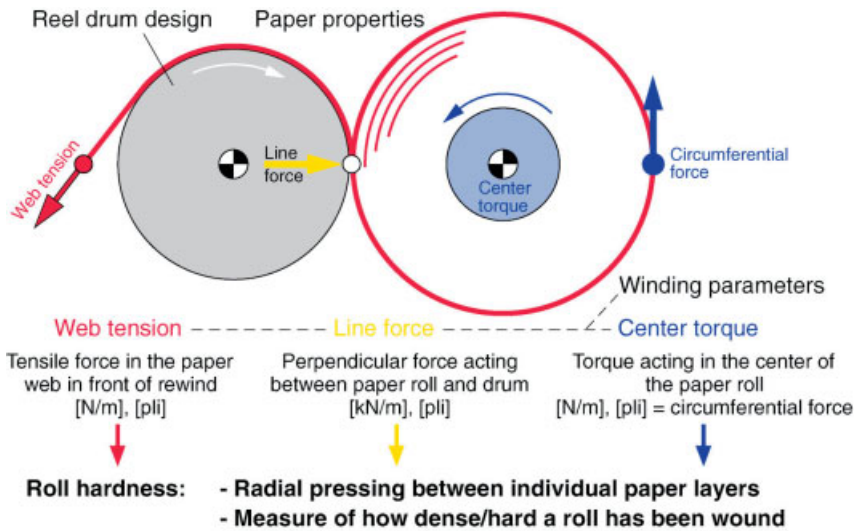 Reel drum design
Paper properties
Web tension
Line
force
Center
torque
Circumferential
force
Winding parameters
Web tension
Line force
Center torque
Tensile force in the paper
web in front of rewind
[N/m], [pli]
Perpendicular force acting
between paper roll and drum
[kN/m], [pli]
Torque acting in the center of
the paper roll
[N/m], [pli] = circumferential force
Roll hardness:
- Radial pressing between individual paper layers
- Measure of how dense/hard a roll has been wound